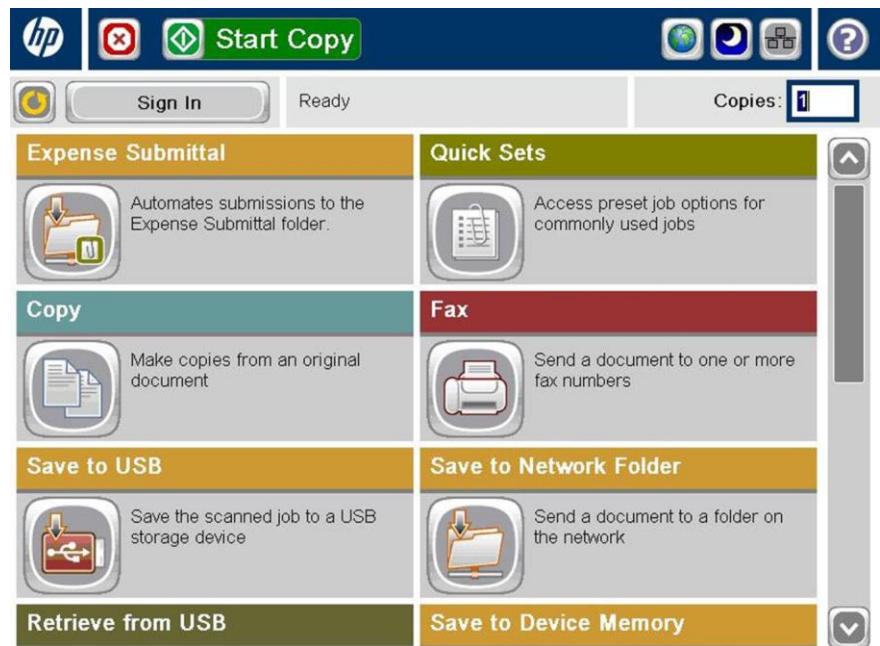 hp
Start Copy
?
Sign In
Ready
Copies: 1
Expense Submittal
Automates submissions to the
Expense Submittal folder.
Quick Sets
Access preset job options for
commonly used jobs
Copy
Make copies from an original
document
Fax
Send a document to one or more
fax numbers
Save to USB
Save the scanned job to a USB
storage device
Save to Network Folder
Send a document to a folder on
the network
Retrieve from USB
Save to Device Memory